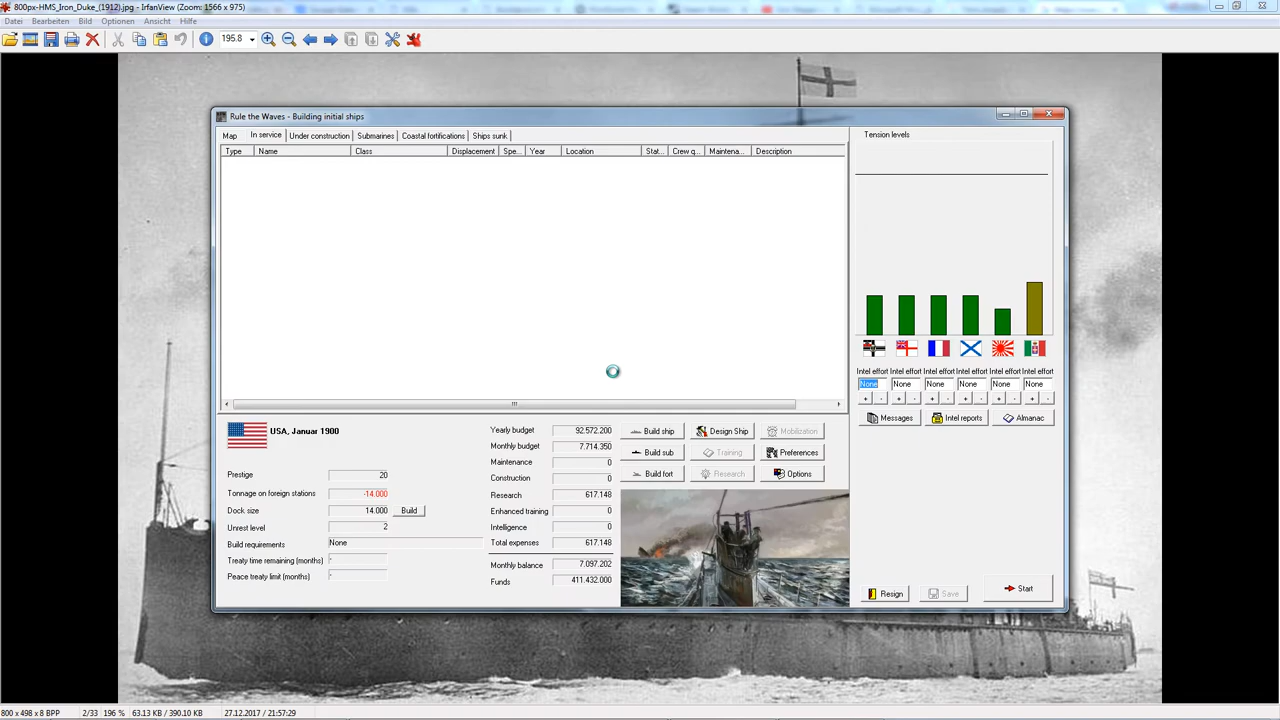 800px-HMS_Iron_Duke_(1912).jpg - IrfanView (Zoom: 1566 x 975)
Datei Bearbeiten Bild Optionen Ansicht Hilfe
195.8
Rule the Waves - Building initial ships
Map In service Under construction Submarines Coastal fortifications Ships sunk
Type Name Class Displacement Spe... Year Location Stat... Crew q... Maintena... Description
Tension levels
Intel effort Intel effort Intel effort Intel effort Intel effort Intel effort
None None None None None None
+ - + - + - + - + - + -
Messages Intel reports Almanac
USA, Januar 1900
Prestige 20
Tonnage on foreign stations -14.000
Dock size 14.000 Build
Unrest level 2
Build requirements None
Treaty time remaining (months) -
Peace treaty limit (months) -
Yearly budget 92.572.200
Monthly budget 7.714.350
Maintenance 0
Construction 0
Research 617.148
Enhanced training 0
Intelligence 0
Total expenses 617.148
Monthly balance 7.097.202
Funds 411.432.000
Build ship Design Ship Mobilization
Build sub Training Preferences
Build fort Research Options
Resign Save Start
800 x 498 x 8 BPP 2/33 196 % 63.13 KB / 390.10 KB 27.12.2017 / 21:57:29